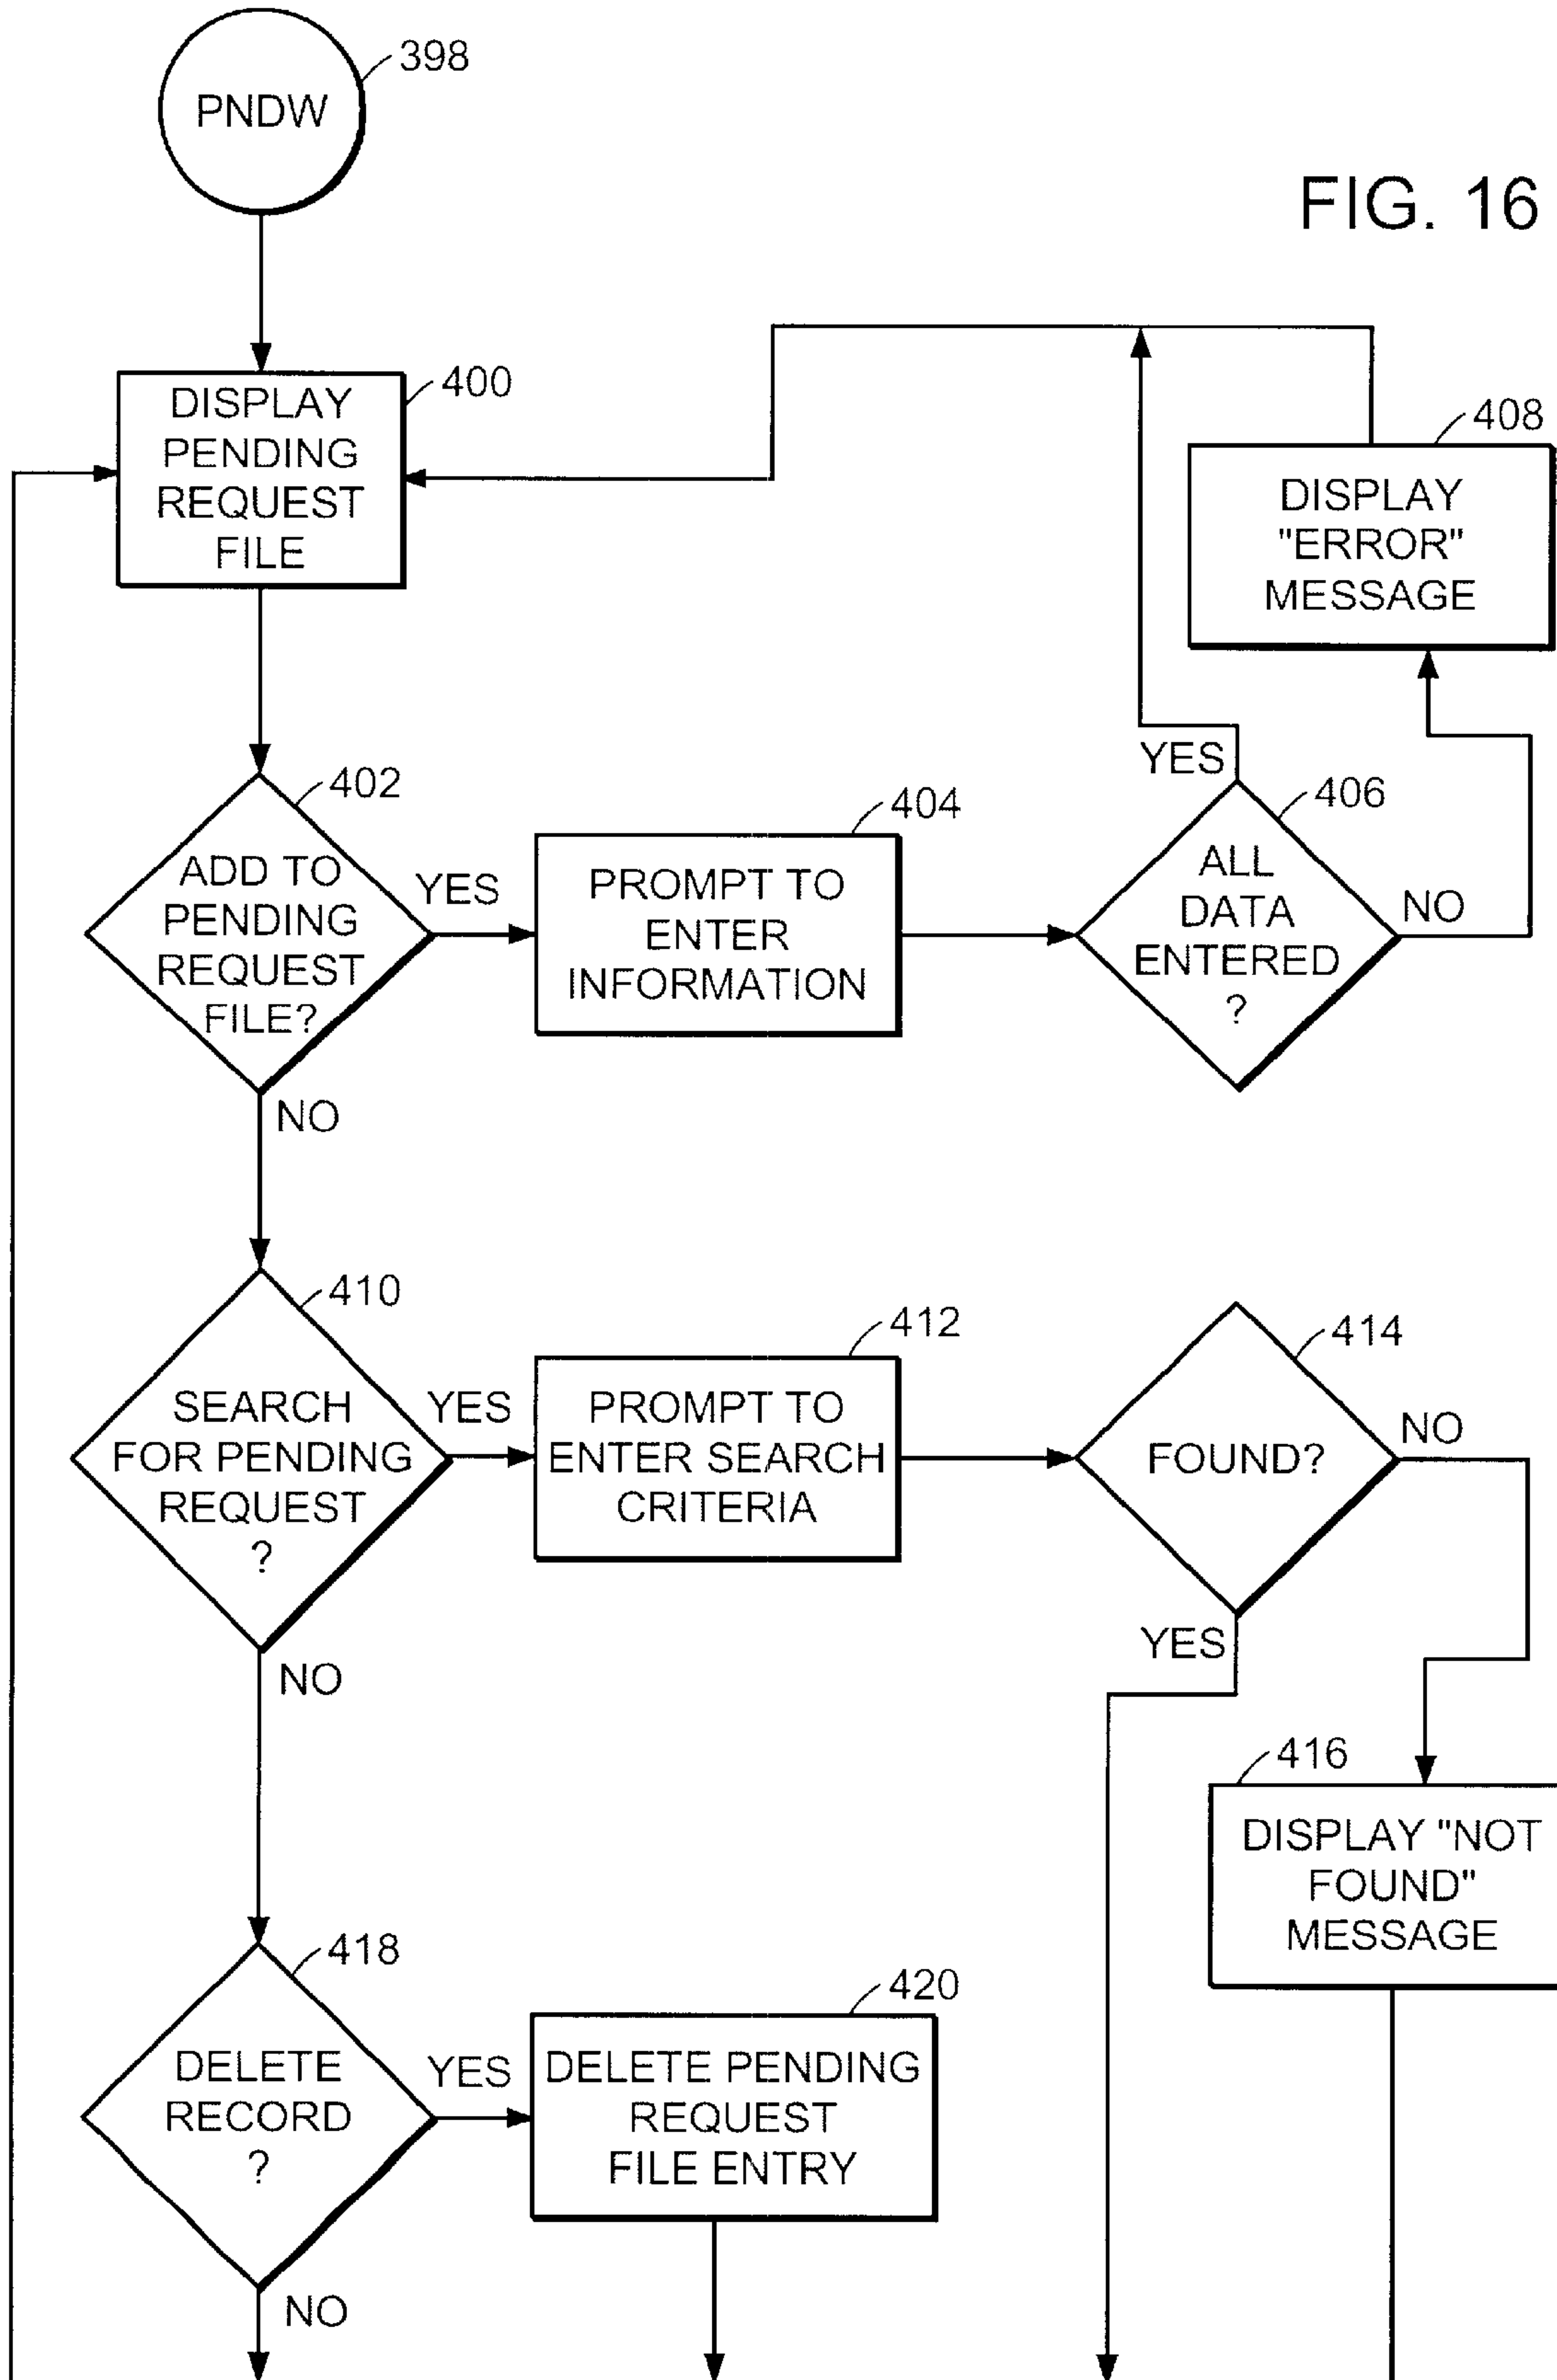 398
PNDW
FIG. 16
400
DISPLAY
PENDING
REQUEST
FILE
408
DISPLAY
"ERROR"
MESSAGE
402
ADD TO
PENDING
REQUEST
FILE?
YES
NO
404
PROMPT TO
ENTER
INFORMATION
YES
406
ALL
DATA
ENTERED
?
NO
410
SEARCH
FOR PENDING
REQUEST
?
YES
NO
412
PROMPT TO
ENTER SEARCH
CRITERIA
414
FOUND?
NO
YES
416
DISPLAY "NOT
FOUND"
MESSAGE
418
DELETE
RECORD
?
YES
NO
420
DELETE PENDING
REQUEST
FILE ENTRY